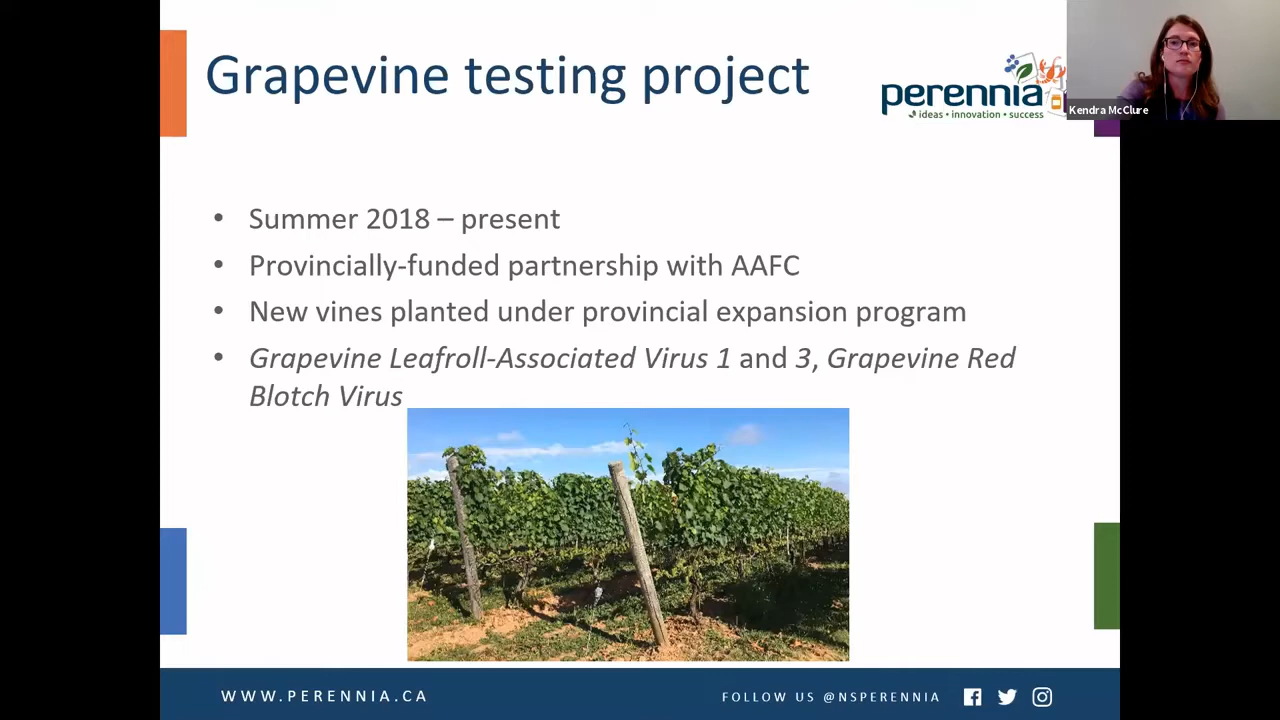 Grapevine testing project
perennia
ideas • innovation • success
Kendra McClure
• Summer 2018 – present
• Provincially-funded partnership with AAFC
• New vines planted under provincial expansion program
• Grapevine Leafroll-Associated Virus 1 and 3, Grapevine Red
Blotch Virus
WWW.PERENNIA.CA
FOLLOW US @NSPERENNIA